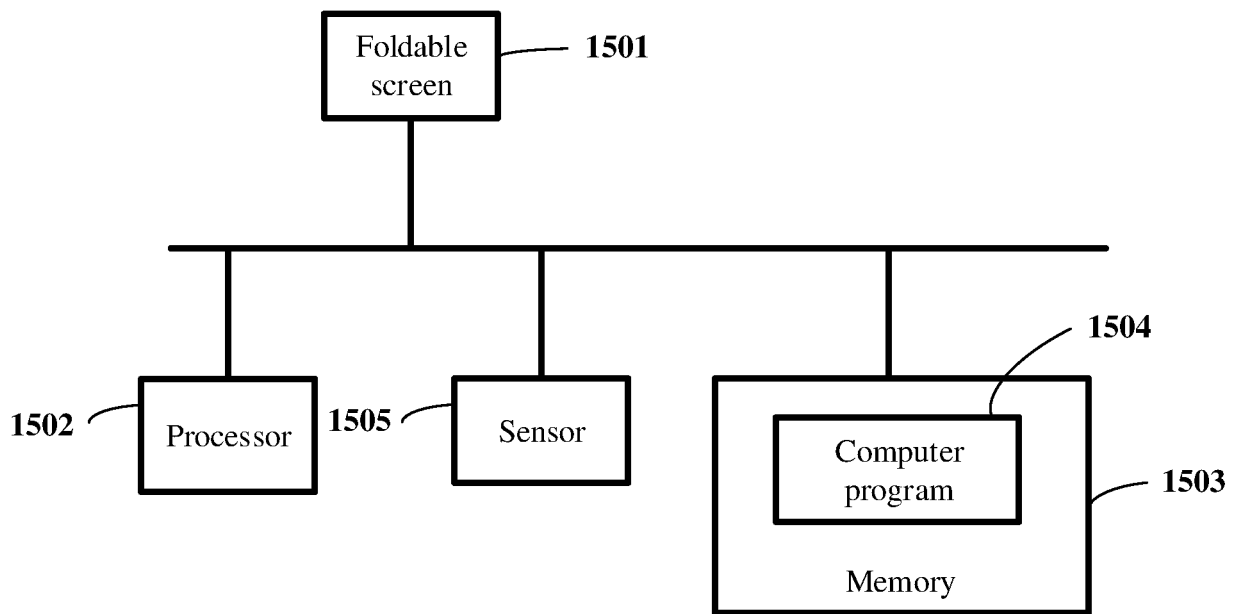 Foldable
screen
1501
1502
Processor
1505
Sensor
1504
Computer
program
1503
Memory